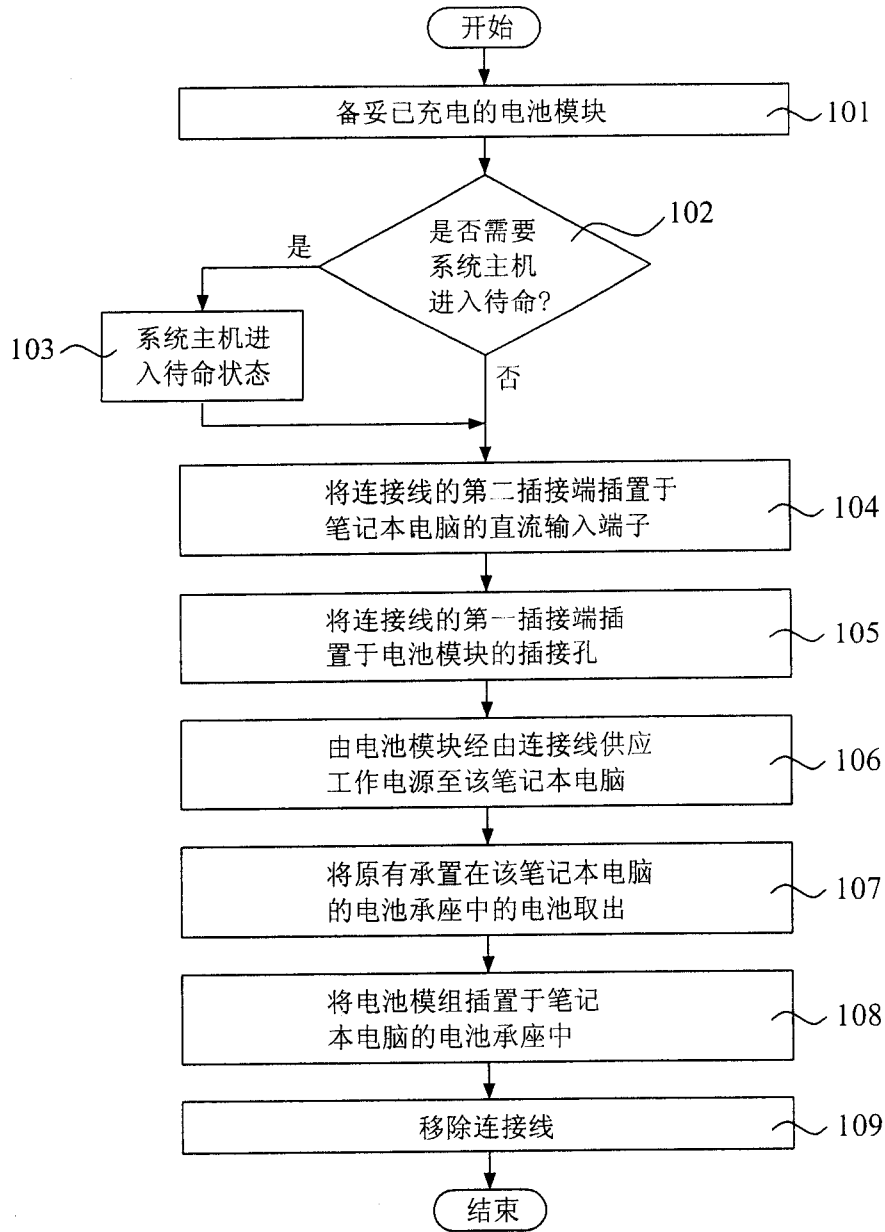 开始
备妥已充电的电池模块
101
是否需要
系统主机
进入待命?
102
是
系统主机进
入待命状态
103
否
将连接线的第二插接端插置于
笔记本电脑的直流输入端子
104
将连接线的第一插接端插
置于电池模块的插接孔
105
由电池模块经由连接线供应
工作电源至该笔记本电脑
106
将原有承置在该笔记本电脑
的电池承座中的电池取出
107
将电池模组插置于笔记
本电脑的电池承座中
108
移除连接线
109
结束